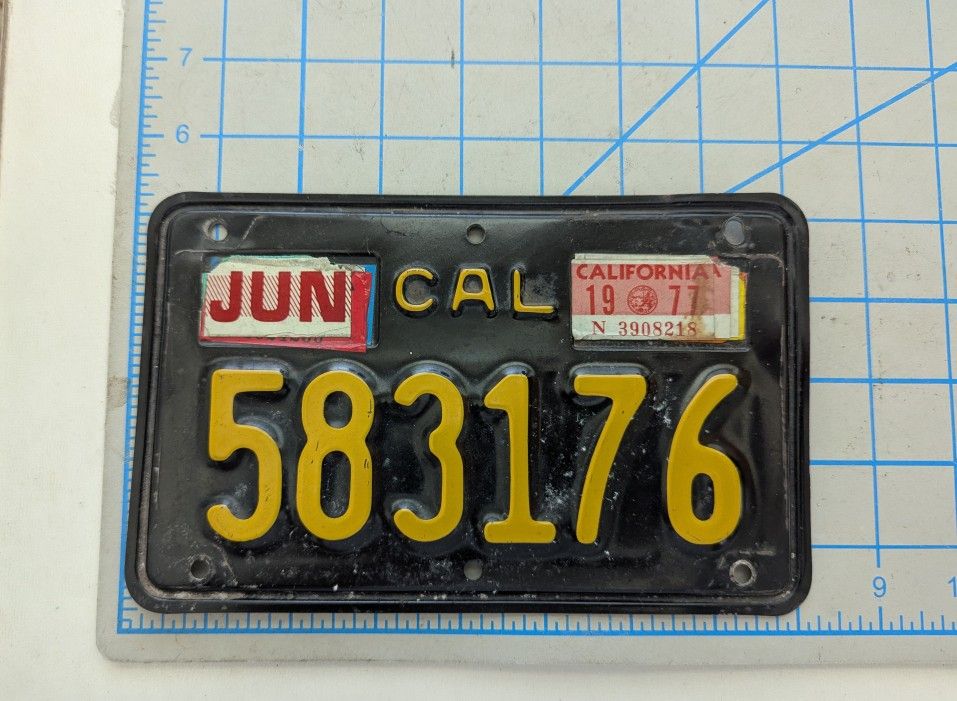 7
6
JUN CAL CALIFORNIA
19 77
N 3908218
583176
9